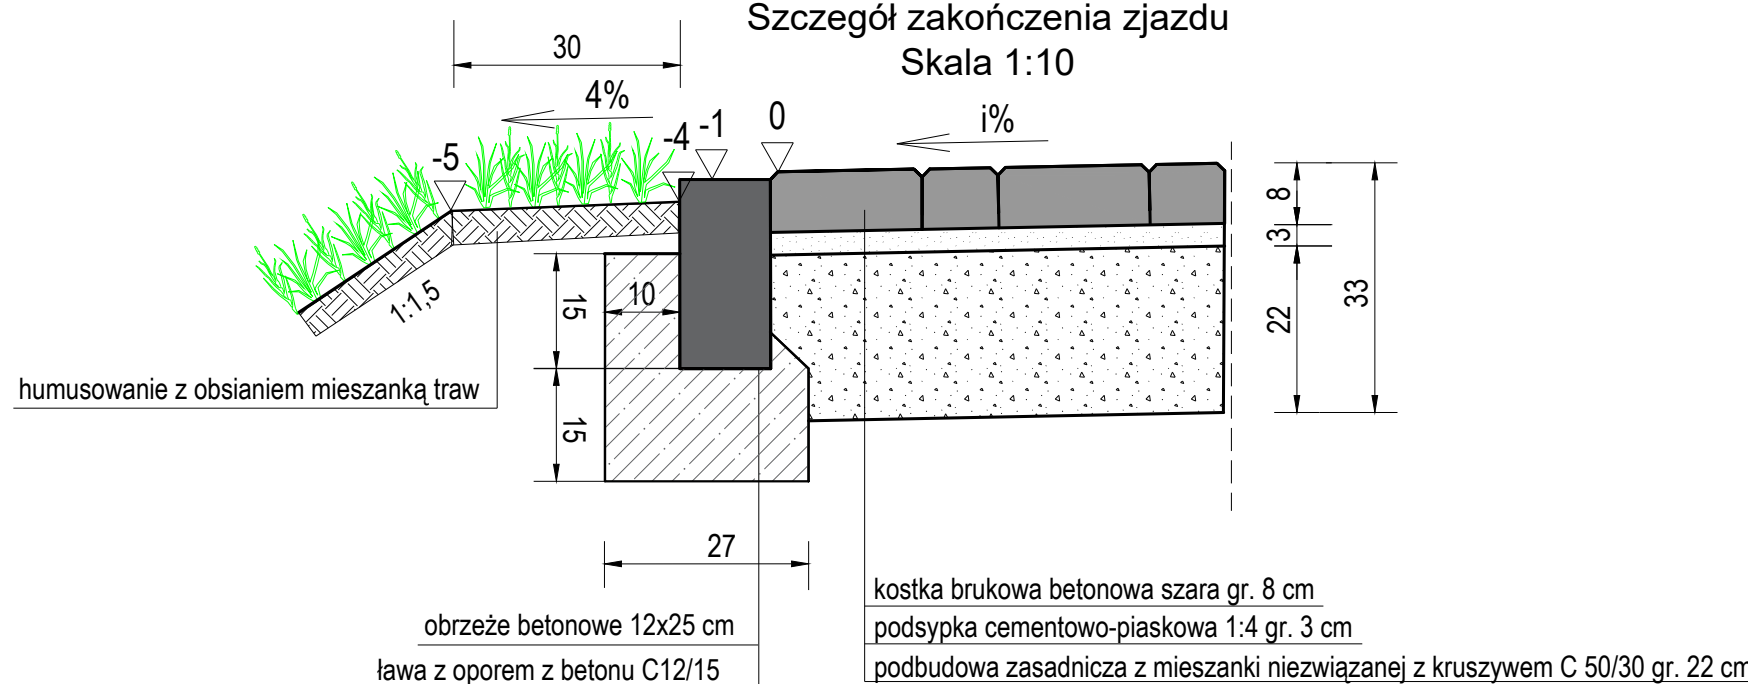 Szczegół zakończenia zjazdu
Skala 1:10
30
4%
-5
-4
-1
0
i%
8
3
22
33
15
10
15
1:1,5
humusowanie z obsianiem mieszanką traw
27
obrzeże betonowe 12x25 cm
ława z oporem z betonu C12/15
kostka brukowa betonowa szara gr. 8 cm
podsypka cementowo-piaskowa 1:4 gr. 3 cm
podbudowa zasadnicza z mieszanki niezwiązanej z kruszywem C 50/30 gr. 22 cm